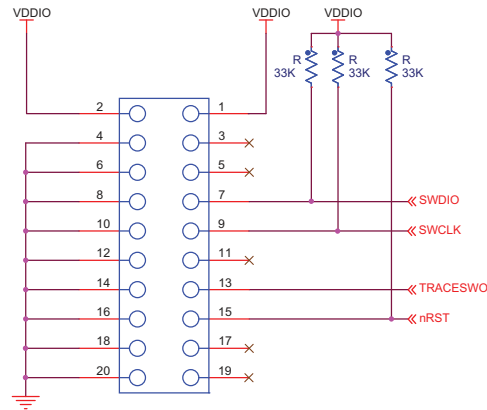 VDDIO VDDIO VDDIO
R R R
33K 33K 33K
2 1
4 3
6 5
8 7 SWDIO
10 9 SWCLK
12 11
14 13 TRACESWO
16 15 nRST
18 17
20 19